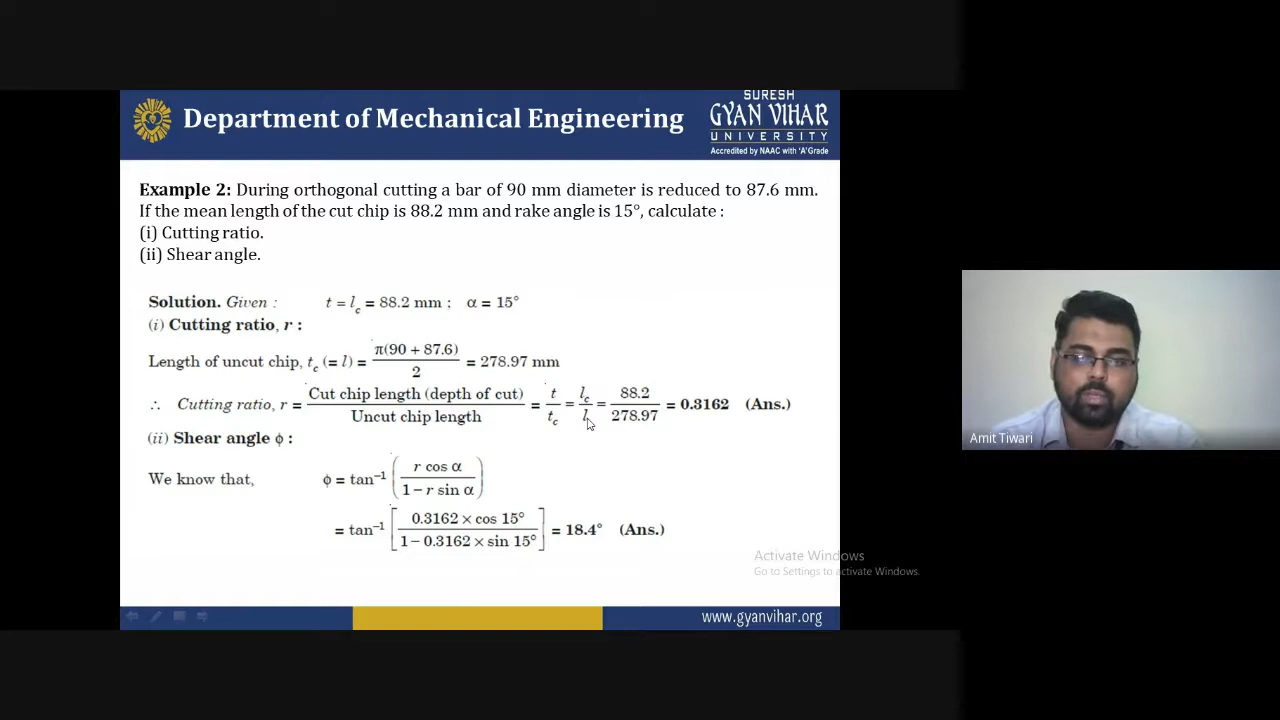 Department of Mechanical Engineering
SURESH
GYAN VIHAR
UNIVERSITY
Accredited by NAAC with 'A' Grade
Example 2: During orthogonal cutting a bar of 90 mm diameter is reduced to 87.6 mm.
If the mean length of the cut chip is 88.2 mm and rake angle is 15°, calculate :
(i) Cutting ratio.
(ii) Shear angle.
Solution. Given : t = l_c = 88.2 mm ; α = 15°
(i) Cutting ratio, r :
Length of uncut chip, t_c (= l) = π(90 + 87.6) / 2 = 278.97 mm
∴ Cutting ratio, r = Cut chip length (depth of cut) / Uncut chip length = t / t_c = l_c / l = 88.2 / 278.97 = 0.3162 (Ans.)
(ii) Shear angle ϕ :
We know that, ϕ = tan⁻¹ ( r cos α / 1 – r sin α )
= tan⁻¹ [ 0.3162 × cos 15° / 1 – 0.3162 × sin 15° ] = 18.4° (Ans.)
Activate Windows
Go to Settings to activate Windows.
www.gyanvihar.org
Amit Tiwari